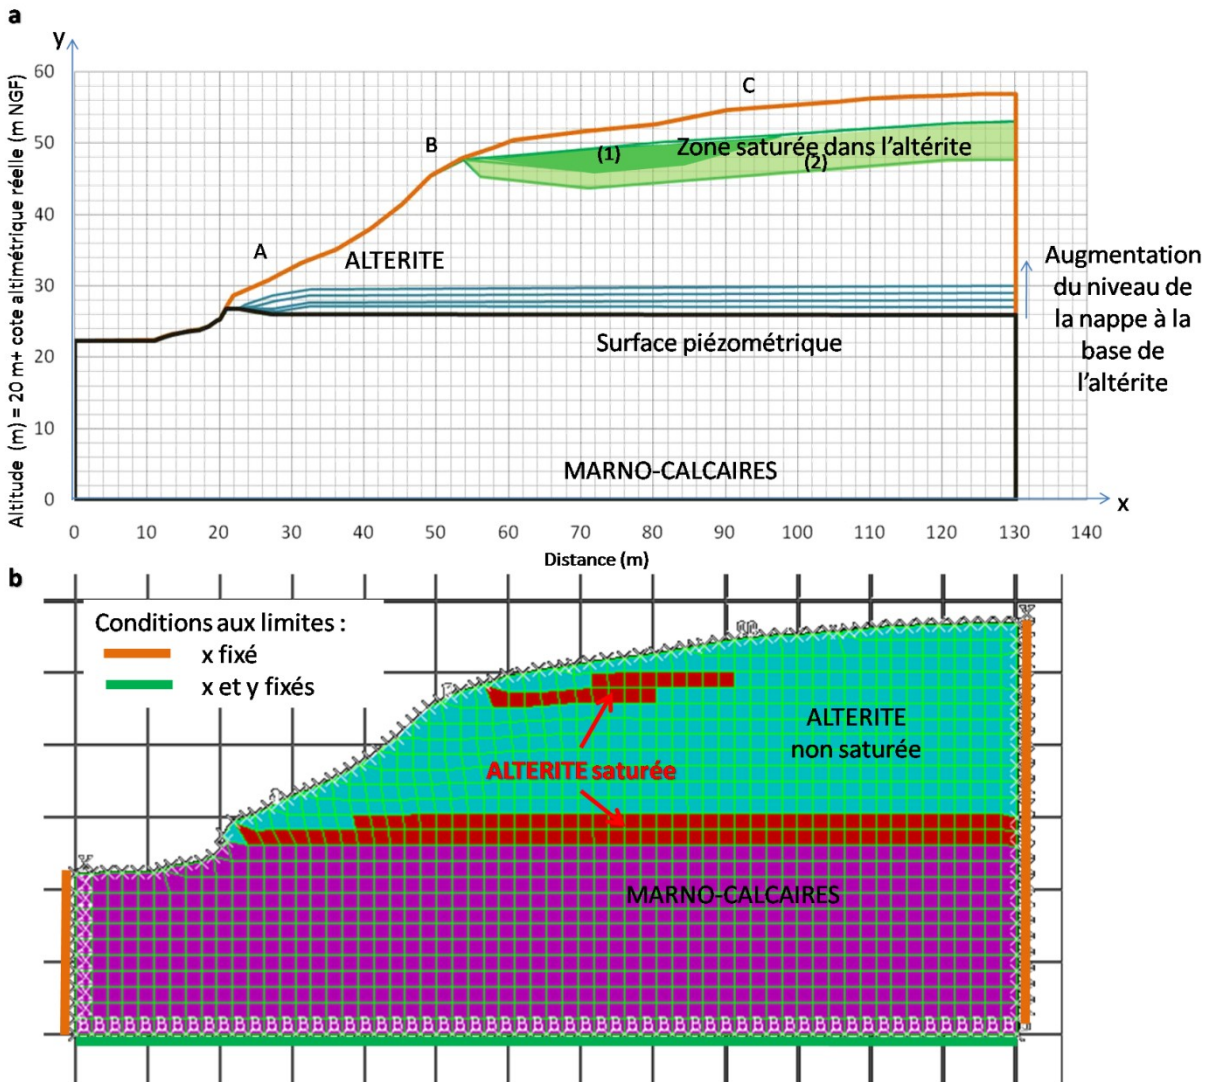 a
y
Altitude (m) = 20 m+ cote altimétrique réelle (m NGF)
60
50
40
30
20
10
0
C
B
A
(1)
Zone saturée dans l'altérite
(2)
ALTERITE
Augmentation
du niveau de
la nappe à la
base de
l'altérite
Surface piézométrique
MARNO-CALCAIRES
x
0 10 20 30 40 50 60 70 80 90 100 110 120 130 140
Distance (m)
b
Conditions aux limites :
x fixé
x et y fixés
ALTERITE
non saturée
ALTERITE saturée
MARNO-CALCAIRES